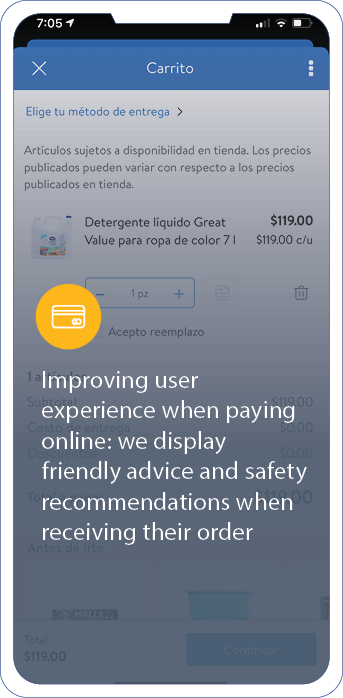 7:05
Carrito
Elige tu método de entrega >
Artículos sujetos a disponibilidad en tienda. Los precios
publicados pueden variar con respecto a los precios
publicados en tienda.
Detergente líquido Great $119.00
Value para ropa de color 7 l $119.00 c/u
– 1 pz +
Acepto reemplazo
Improving user
experience when paying
online: we display
friendly advice and safety
recommendations when
receiving their order
Subtotal $119.00
Costo de entrega $0.00
Descuentos $0.00
Antes de irte
Total
$119.00
Continuar